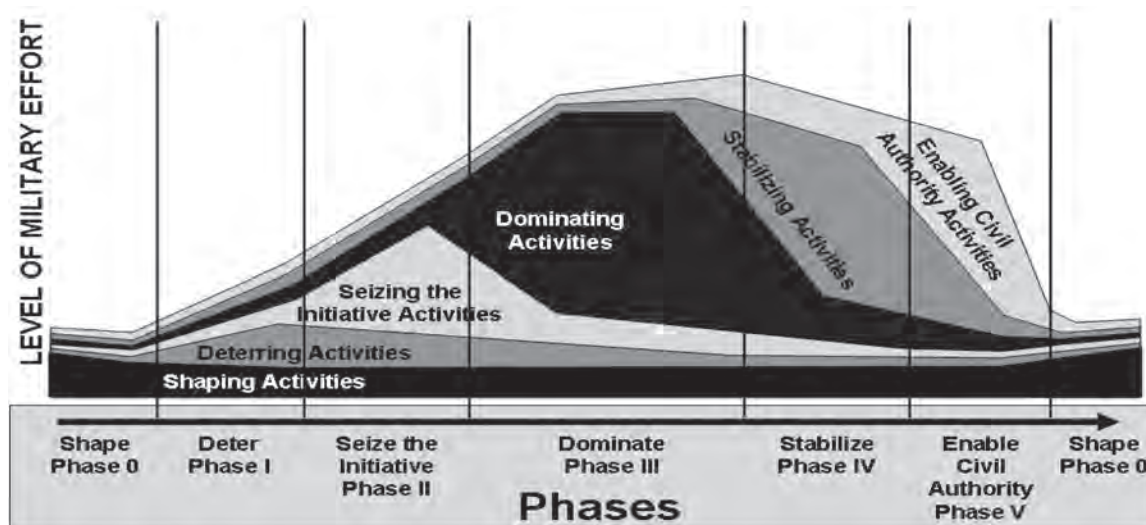 LEVEL OF MILITARY EFFORT
Dominating
Activities
Stabilizing Activities
Enabling Civil
Authority Activities
Seizing the
Initiative Activities
Deterring Activities
Shaping Activities
Shape
Phase 0
Deter
Phase I
Seize the
Initiative
Phase II
Dominate
Phase III
Stabilize
Phase IV
Enable
Civil
Authority
Phase V
Shape
Phase 0
Phases